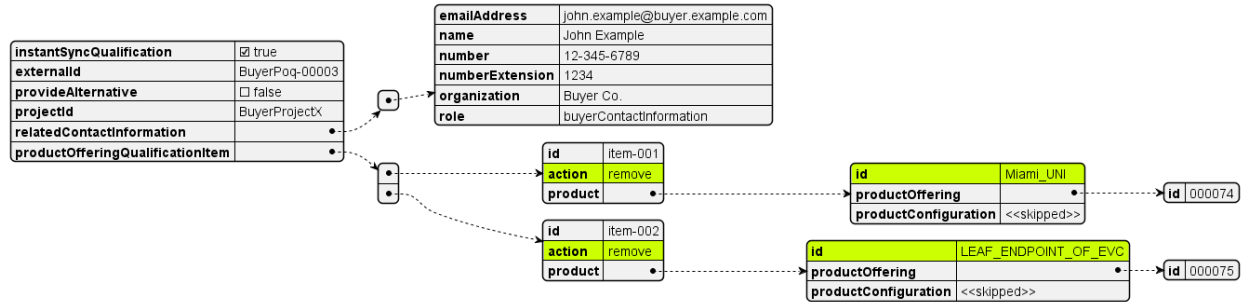 instantSyncQualification ☑ true
externalId BuyerPoq-00003
provideAlternative ☐ false
projectId BuyerProjectX
relatedContactInformation
productOfferingQualificationItem
emailAddress john.example@buyer.example.com
name John Example
number 12-345-6789
numberExtension 1234
organization Buyer Co.
role buyerContactInformation
id item-001
action remove
product
id Miami_UNI
productOffering
productConfiguration <<skipped>>
id 000074
id item-002
action remove
product
id LEAF_ENDPOINT_OF_EVC
productOffering
productConfiguration <<skipped>>
id 000075